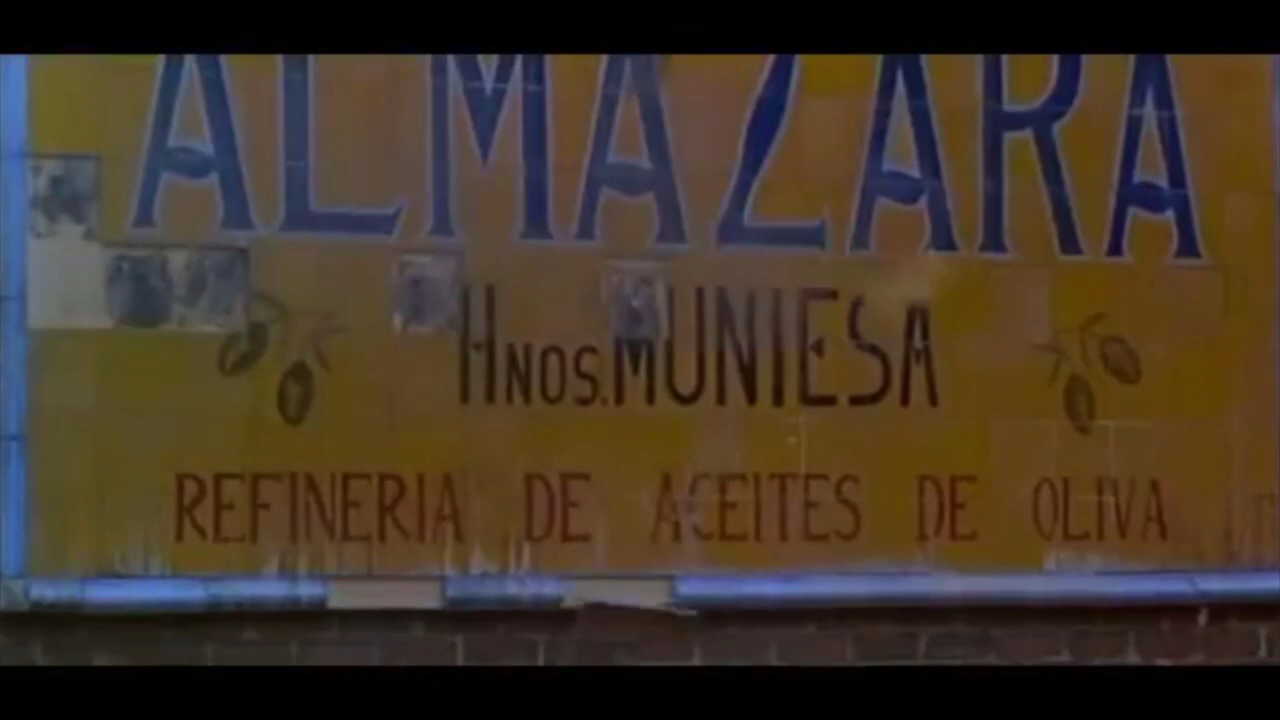 ALMAZARA
HNOS. MUNIESA
REFINERIA DE ACEITES DE OLIVA